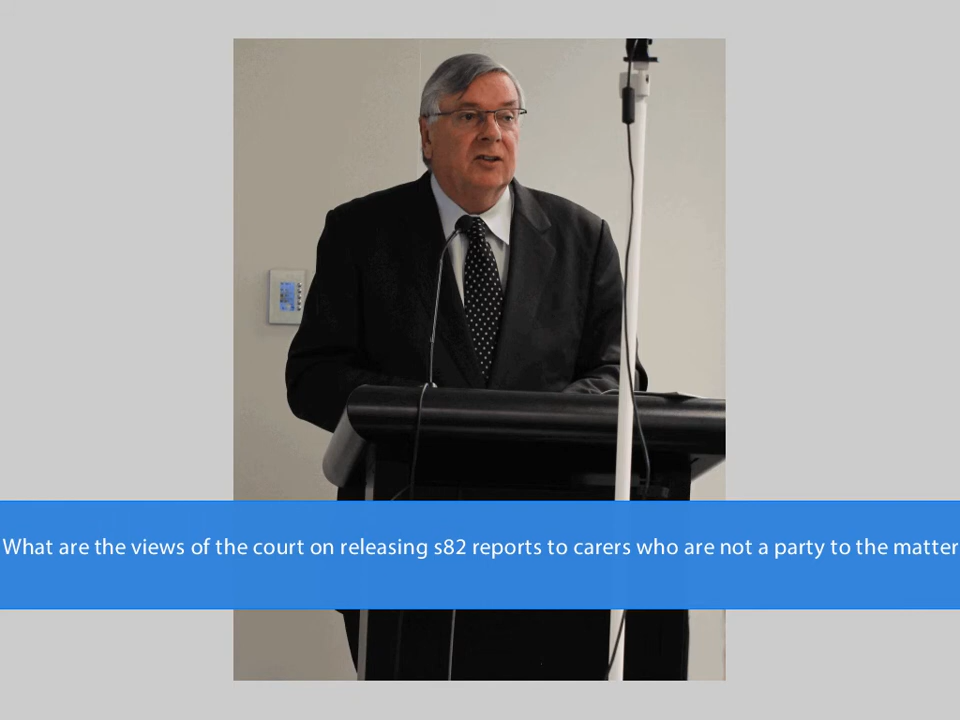 What are the views of the court on releasing s82 reports to carers who are not a party to the matter